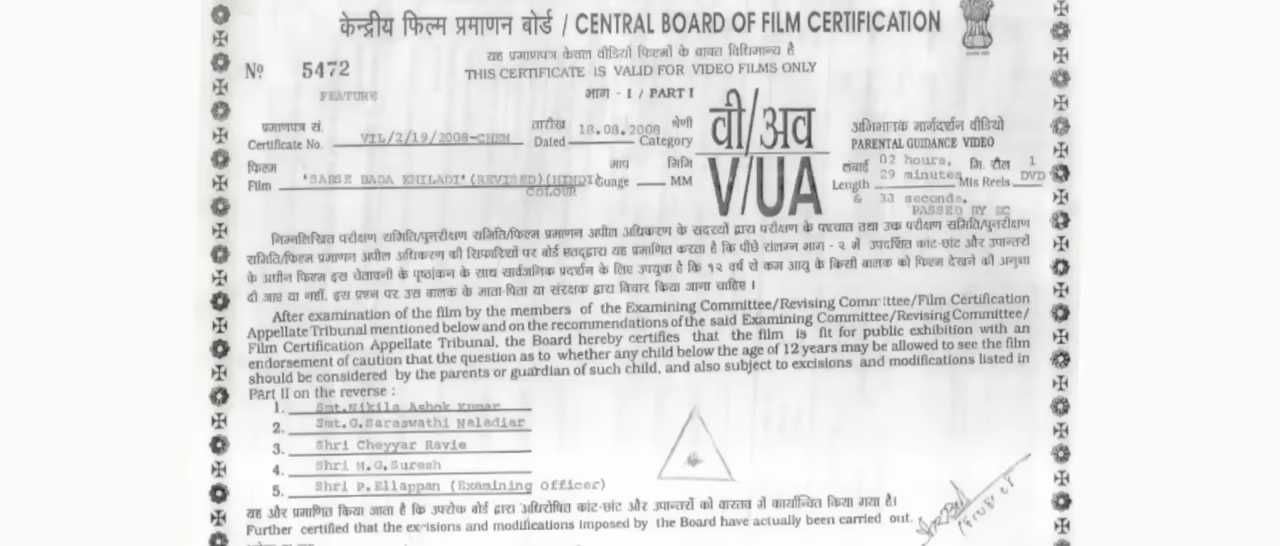 केन्द्रीय फिल्म प्रमाणन बोर्ड / CENTRAL BOARD OF FILM CERTIFICATION
यह प्रमाणपत्र केवल वीडियो फिल्मों के बाबत विधिमान्य है
THIS CERTIFICATE IS VALID FOR VIDEO FILMS ONLY
No 5472
FEATURE
भाग - I / PART I
प्रमाणपत्र सं. तारीख श्रेणी वी/अव अभिभावक मार्गदर्शन वीडियो
Certificate No. VIL/2/19/2008-CHEN Dated 18.08.2008 Category V/UA PARENTAL GUIDANCE VIDEO
फिल्म माप मिमि लंबाई 02 hours, मि. रील 1
Film 'SABSE BADA KHILADI' (REVISED)(HINDI) Guage MM Length 29 minutes Mts Reels DVD
COLOUR & 33 seconds.
PASSED BY EC
निम्नलिखित परीक्षण समिति/पुनरीक्षण समिति/फिल्म प्रमाणन अपील अधिकरण के सदस्यों द्वारा परीक्षण के पश्चात तथा उक्त परीक्षण समिति/पुनरीक्षण
समिति/फिल्म प्रमाणन अपील अधिकरण की सिफारिशों पर बोर्ड एतद्द्वारा यह प्रमाणित करता है कि पीछे संलग्न भाग - २ में उपदर्शित कांट-छांट और उपान्तरों
के अधीन फिल्म इस चेतावनी के पृष्ठांकन के साथ सार्वजनिक प्रदर्शन के लिए उपयुक्त है कि १२ वर्ष से कम आयु के किसी बालक को फिल्म देखने की अनुज्ञा
दी जाए या नहीं, इस प्रश्न पर उस बालक के माता-पिता या संरक्षक द्वारा विचार किया जाना चाहिए ।
After examination of the film by the members of the Examining Committee/Revising Committee/Film Certification
Appellate Tribunal mentioned below and on the recommendations of the said Examining Committee/Revising Committee/
Film Certification Appellate Tribunal, the Board hereby certifies that the film is fit for public exhibition with an
endorsement of caution that the question as to whether any child below the age of 12 years may be allowed to see the film
should be considered by the parents or guardian of such child, and also subject to excisions and modifications listed in
Part II on the reverse :
1. Smt.Nikila Ashok Kumar
2. Smt.G.Saraswathi Naladiar
3. Shri Cheyyar Ravie
4. Shri M.G.Suresh
5. Shri P.Ellappan (Examining Officer)
यह और प्रमाणित किया जाता है कि उपरोक्त बोर्ड द्वारा अधिरोपित कांट-छांट और उपान्तरों को वास्तव में कार्यान्वित किया गया है।
Further certified that the excisions and modifications imposed by the Board have actually been carried out.